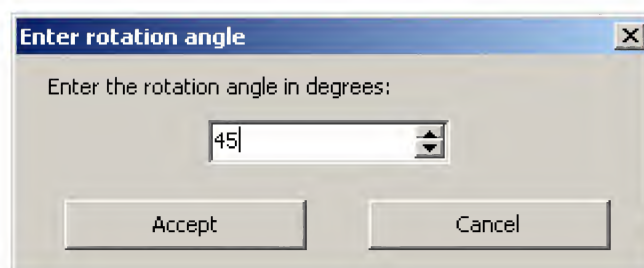 Enter rotation angle
Enter the rotation angle in degrees:
45
Accept Cancel